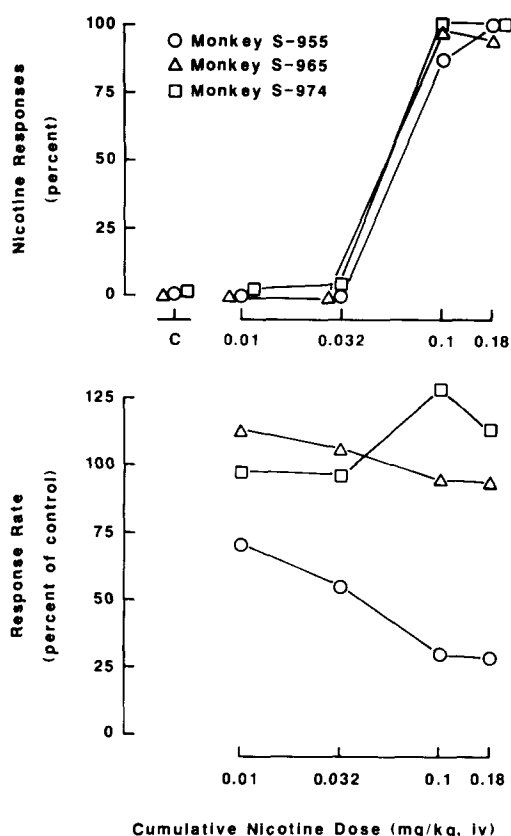 Nicotine Responses
(percent)
100
75
50
25
0
Monkey S-955
Monkey S-965
Monkey S-974
C
0.01
0.032
0.1
0.18
Response Rate
(percent of control)
125
100
75
50
25
0
0.01
0.032
0.1
0.18
Cumulative Nicotine Dose (mg/kg, iv)